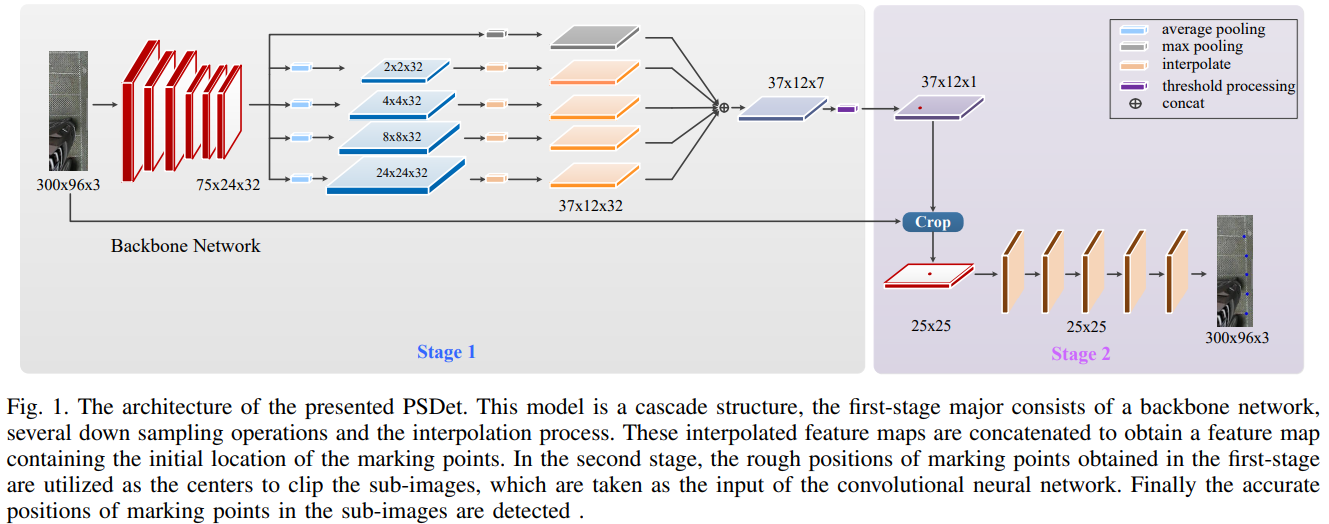 average pooling
max pooling
interpolate
threshold processing
concat
300x96x3
75x24x32
Backbone Network
2x2x32
4x4x32
8x8x32
24x24x32
37x12x32
37x12x7
Stage 1
37x12x1
Crop
25x25
25x25
300x96x3
Stage 2
Fig. 1. The architecture of the presented PSDet. This model is a cascade structure, the first-stage major consists of a backbone network,
several down sampling operations and the interpolation process. These interpolated feature maps are concatenated to obtain a feature map
containing the initial location of the marking points. In the second stage, the rough positions of marking points obtained in the first-stage
are utilized as the centers to clip the sub-images, which are taken as the input of the convolutional neural network. Finally the accurate
positions of marking points in the sub-images are detected .